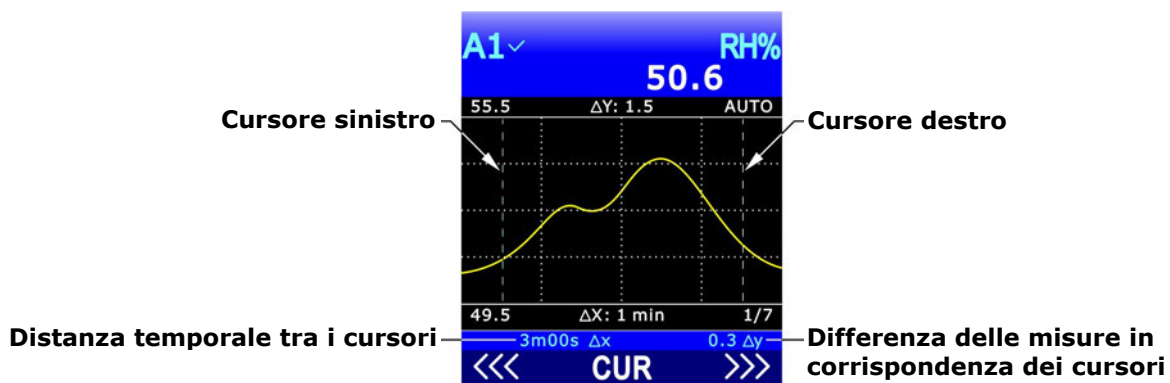 A1✓ RH%
50.6
55.5 ΔY: 1.5 AUTO
Cursore sinistro
Cursore destro
49.5 ΔX: 1 min 1/7
Distanza temporale tra i cursori
3m00s Δx 0.3 Δy
Differenza delle misure in
corrispondenza dei cursori
<<< CUR >>>